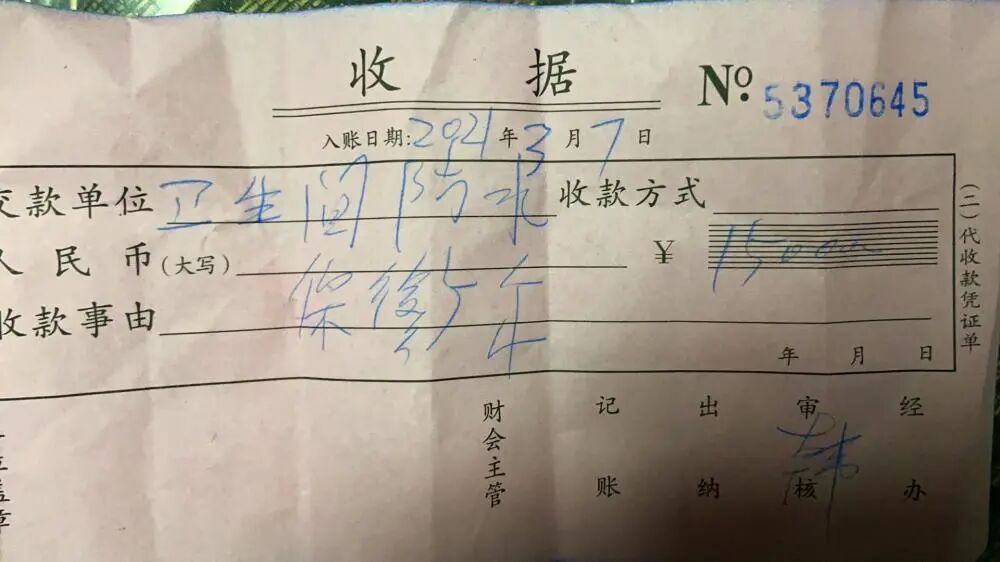 收 据 No. 5370645
入账日期:2021年3月7日
交款单位 卫生间防水 收款方式
人民币(大写) ¥
收款事由 保修5年
年 月 日
(二)代收款凭证单
财会主管 记账 出纳 审核 经办